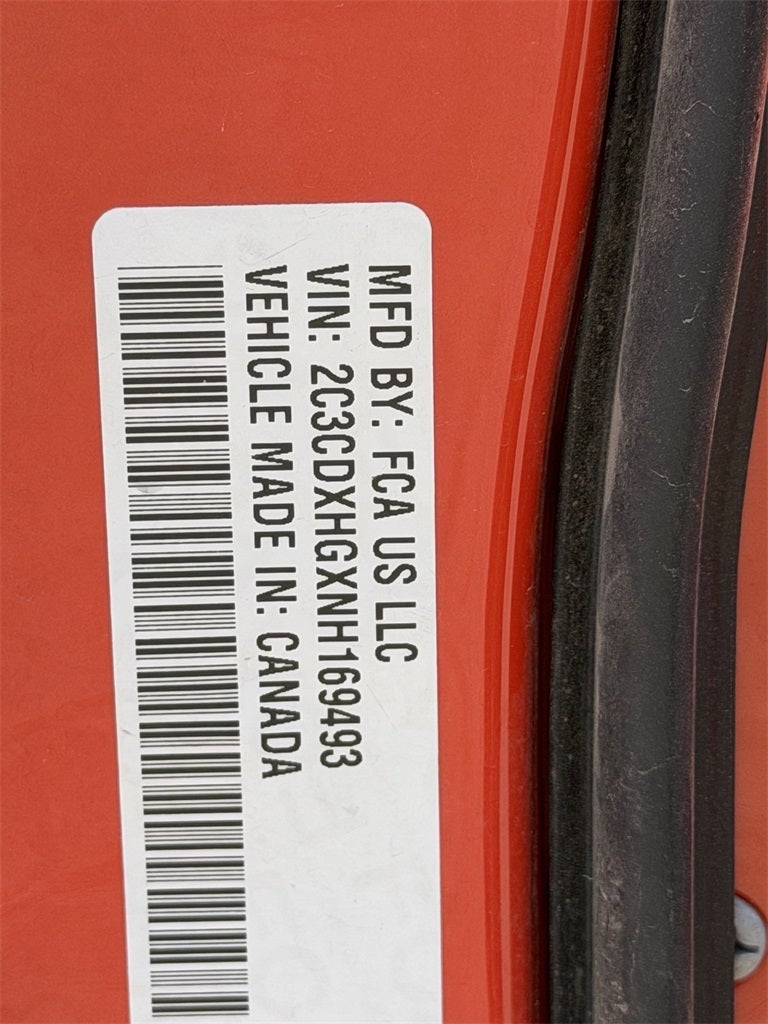 MFD BY: FCA US LLC
VIN: 2C3CDXHGXNH169493
VEHICLE MADE IN: CANADA